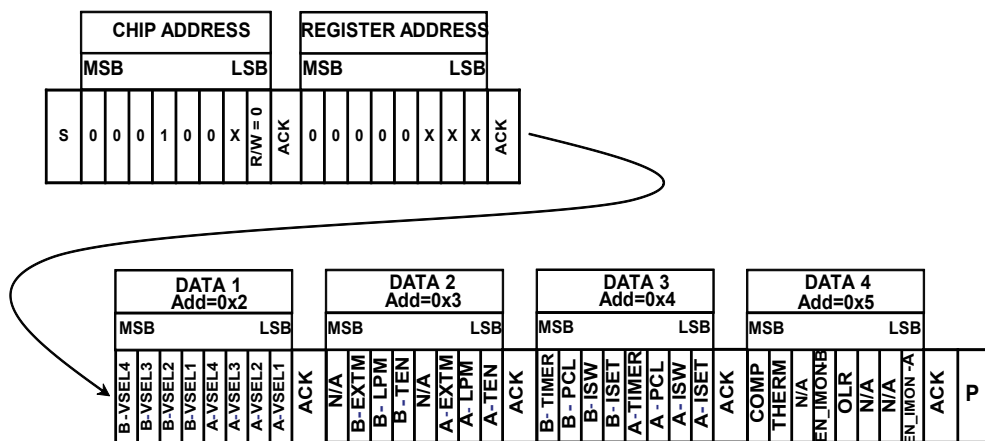 CHIP ADDRESS REGISTER ADDRESS
MSB LSB MSB LSB
S 0 0 0 1 0 0 X R/W = 0 ACK 0 0 0 0 0 X X X ACK
DATA 1 DATA 2 DATA 3 DATA 4
Add=0x2 Add=0x3 Add=0x4 Add=0x5
MSB LSB MSB LSB MSB LSB MSB LSB
B-VSEL4 B-VSEL3 B-VSEL2 B-VSEL1 A-VSEL4 A-VSEL3 A-VSEL2 A-VSEL1 ACK N/A B-EXTM B- LPM B- TEN N/A A-EXTM A- LPM A-TEN ACK B- TIMER B - PCL B- ISW B- ISET A-TIMER A - PCL A- ISW A- ISET ACK COMP THERM N/A EN_IMON-B OLR N/A N/A EN_IMON -A ACK P